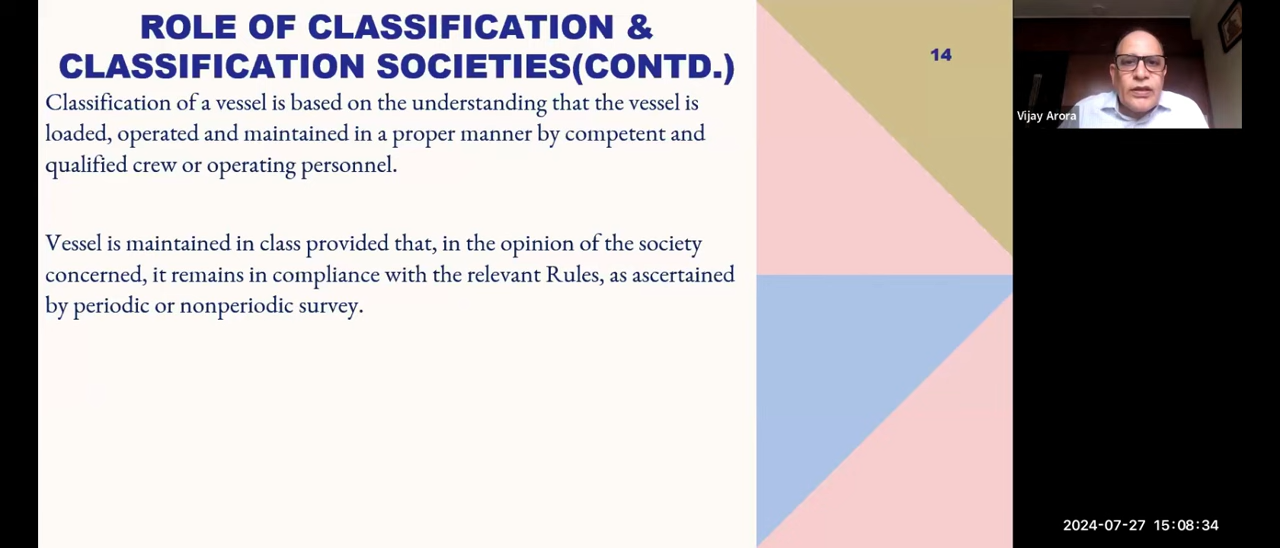 ROLE OF CLASSIFICATION &
CLASSIFICATION SOCIETIES(CONTD.)
14
Classification of a vessel is based on the understanding that the vessel is
loaded, operated and maintained in a proper manner by competent and
qualified crew or operating personnel.
Vessel is maintained in class provided that, in the opinion of the society
concerned, it remains in compliance with the relevant Rules, as ascertained
by periodic or nonperiodic survey.
Vijay Arora
2024-07-27 15:08:34